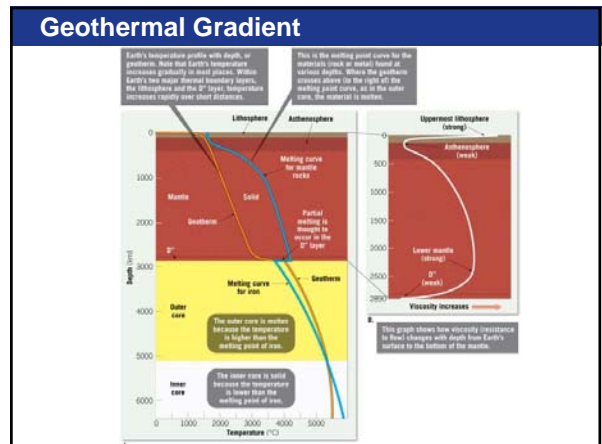 Geothermal Gradient
Earth's temperature profile with depth, or
geotherm. Note that Earth's temperature
increases gradually in most places. Within
Earth's two major thermal boundary layers,
the lithosphere and the D" layer, temperature
increases rapidly over short distances.
This is the melting point curve for the
materials (rock or metal) found at
various depths. Where the geotherm
crosses above (to the right of) the
melting point curve, as in the outer
core, the material is molten.
Lithosphere
Asthenosphere
0
1000
2000
3000
4000
5000
6000
Depth (km)
Melting curve
for mantle
rocks
Mantle
Solid
Geotherm
Partial
melting is
thought to
occur in the
D" layer
D"
Geotherm
Melting curve
for iron
Outer
core
The outer core is molten
because the temperature
is higher than the
melting point of iron.
Inner
core
The inner core is solid
because the temperature
is lower than the
melting point of iron.
0 1000 2000 3000 4000 5000
Temperature (°C)
Uppermost lithosphere
(strong)
0
500
1000
1500
2000
2500
2890
Asthenosphere
(weak)
Lower mantle
(strong)
D"
(weak)
Viscosity increases
B.
This graph shows how viscosity (resistance
to flow) changes with depth from Earth's
surface to the bottom of the mantle.